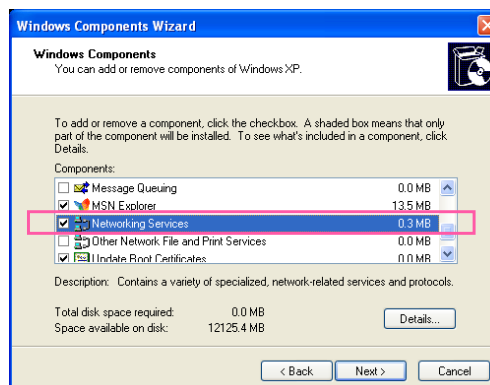 Windows Components Wizard
Windows Components
You can add or remove components of Windows XP.
To add or remove a component, click the checkbox. A shaded box means that only
part of the component will be installed. To see what's included in a component, click
Details.
Components:
Message Queuing 0.0 MB
MSN Explorer 13.5 MB
Networking Services 0.3 MB
Other Network File and Print Services 0.0 MB
Update Root Certificates 0.0 MB
Description: Contains a variety of specialized, network-related services and protocols.
Total disk space required: 0.0 MB
Space available on disk: 12125.4 MB
Details...
< Back Next > Cancel